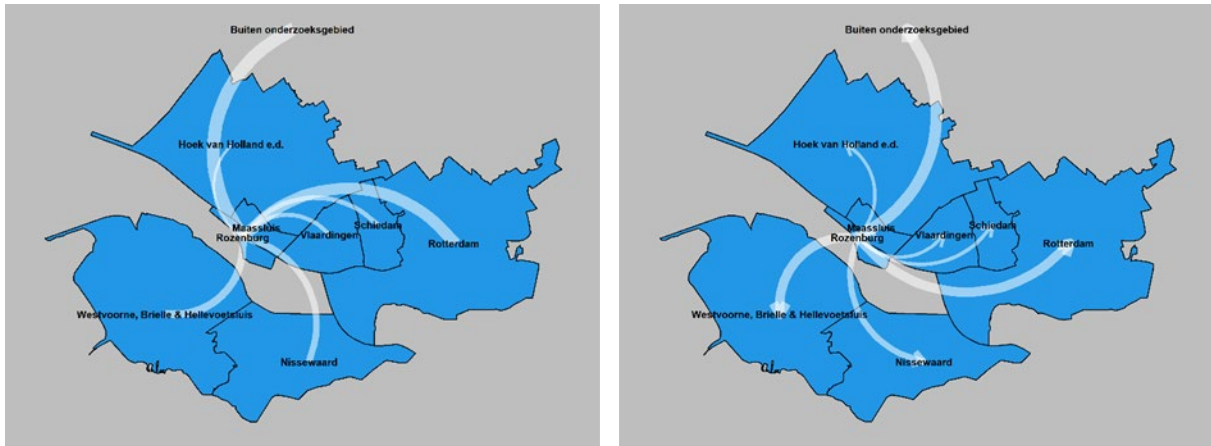 Buiten onderzoeksgebied
Hoek van Holland e.d.
Maassluis
Rozenburg
Vlaardingen
Schiedam
Rotterdam
Westvoorne, Brielle & Hellevoetsluis
Nissewaard
Buiten onderzoeksgebied
Hoek van Holland e.d.
Maassluis
Rozenburg
Vlaardingen
Schiedam
Rotterdam
Westvoorne, Brielle & Hellevoetsluis
Nissewaard